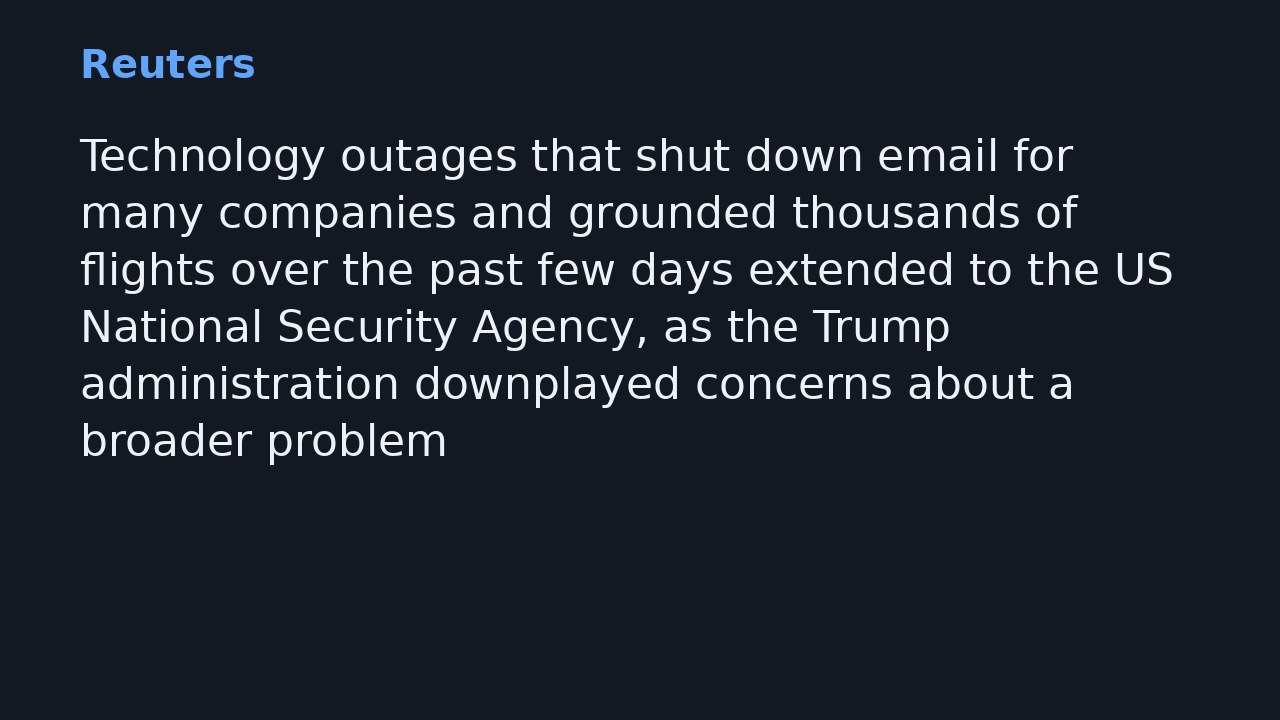 Reuters
Technology outages that shut down email for
many companies and grounded thousands of
flights over the past few days extended to the US
National Security Agency, as the Trump
administration downplayed concerns about a
broader problem